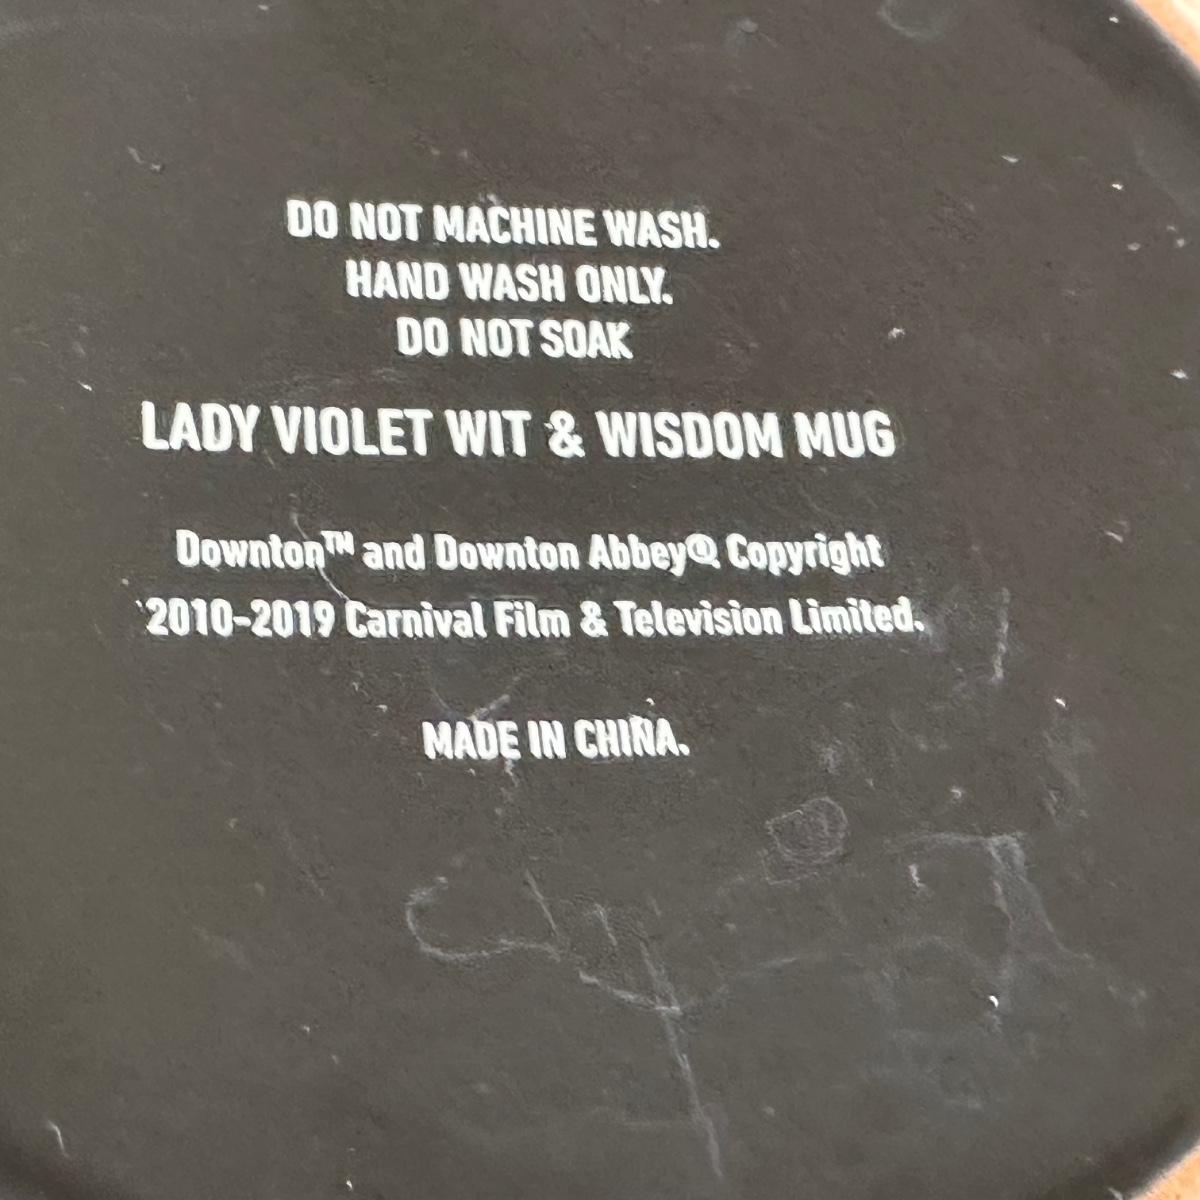 DO NOT MACHINE WASH.
HAND WASH ONLY.
DO NOT SOAK
LADY VIOLET WIT & WISDOM MUG
Downton™ and Downton Abbey® Copyright
2010-2019 Carnival Film & Television Limited.
MADE IN CHINA.